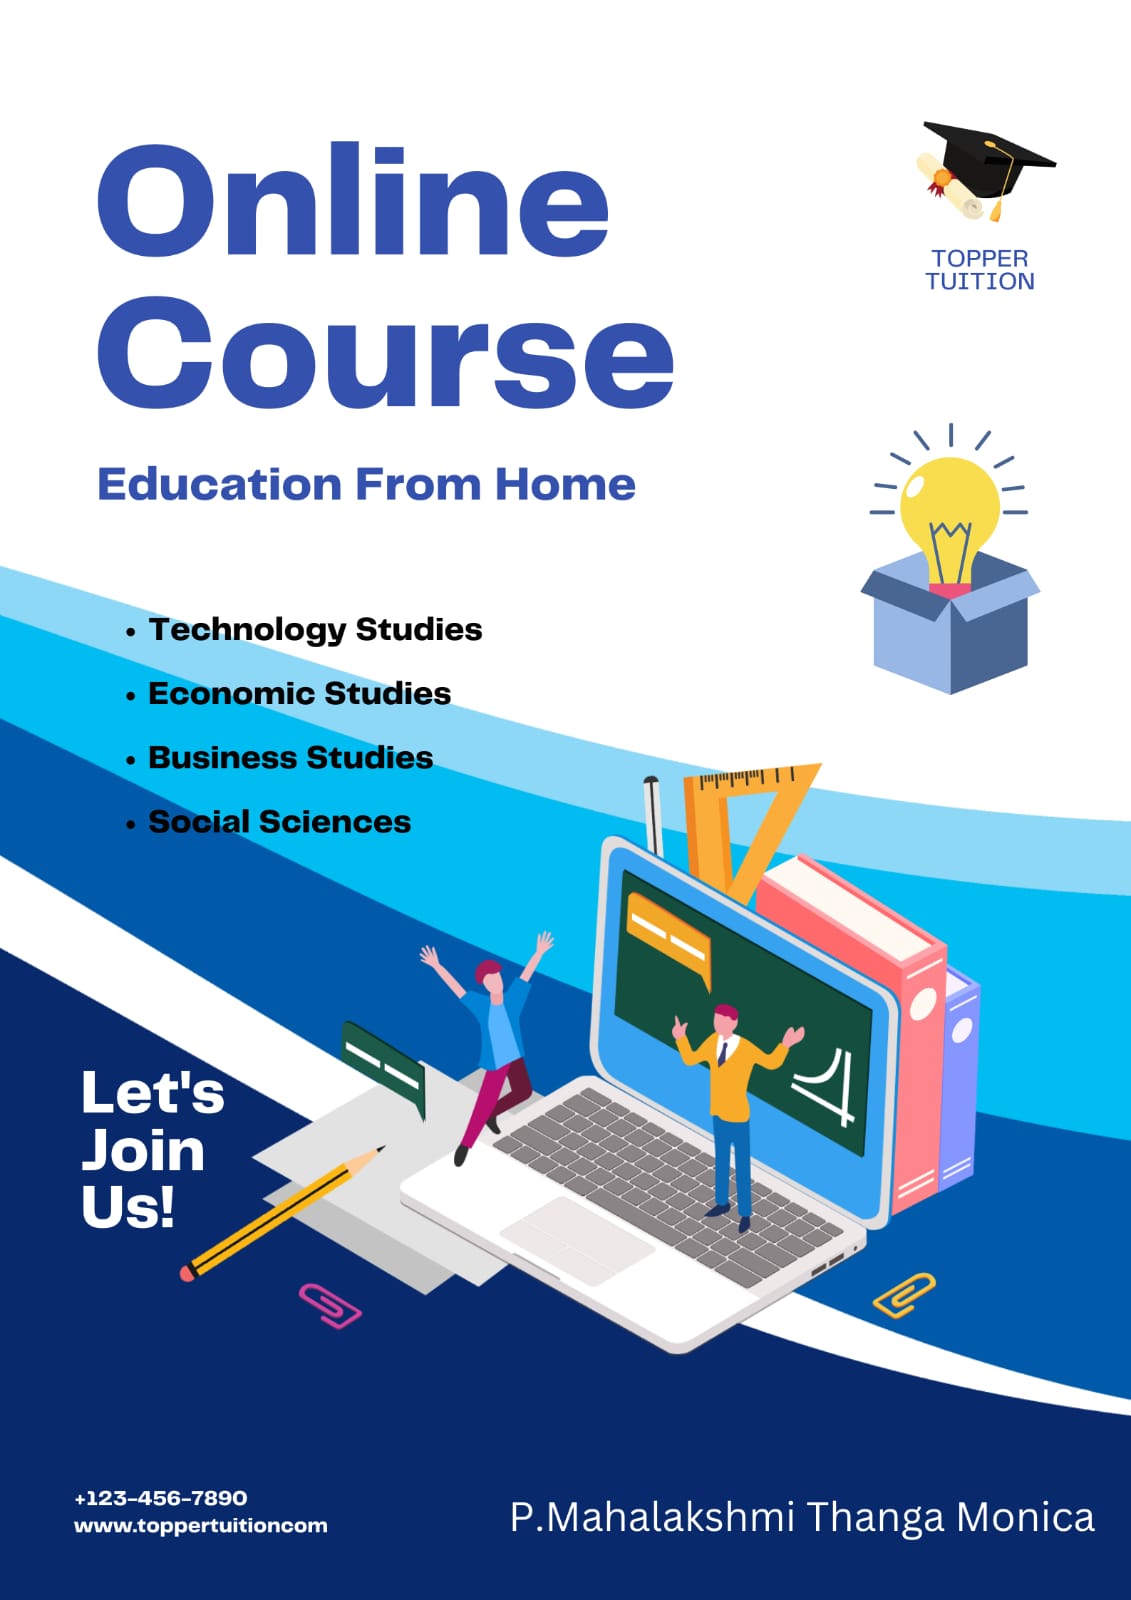 Online
Course
TOPPER
TUITION
Education From Home
• Technology Studies
• Economic Studies
• Business Studies
• Social Sciences
Let's
Join
Us!
+123-456-7890
www.toppertuitioncom
P.Mahalakshmi Thanga Monica